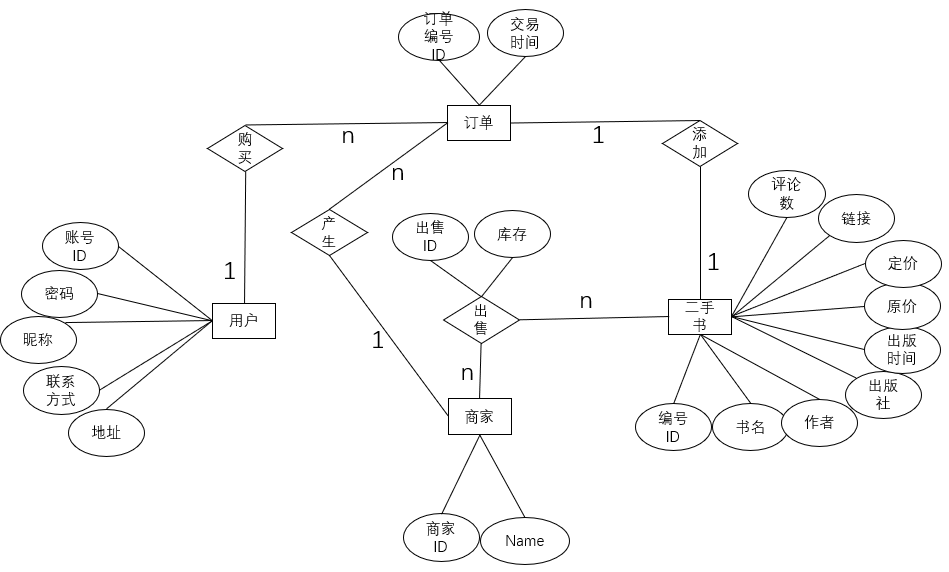 订单
编号
ID
交易
时间
订单
购
买
n
1
添
加
n
产
生
评论
数
链接
账号
ID
出售
ID
库存
定价
密码
1
1
原价
用户
出
售
n
二手
书
昵称
1
出版
时间
联系
方式
n
出版
社
地址
商家
编号
ID
书名
作者
商家
ID
Name